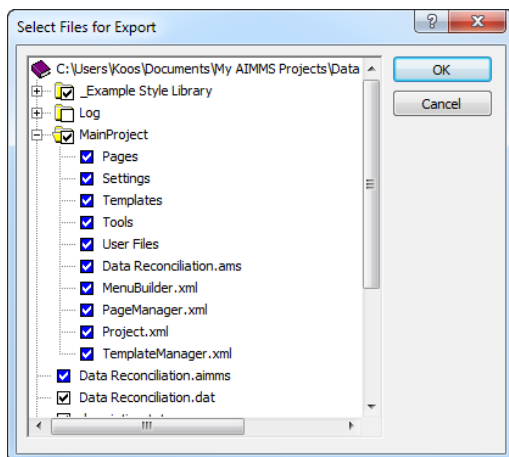 Select Files for Export
C:\Users\Koos\Documents\My AIMMS Projects\Data
OK
_Example Style Library
Cancel
Log
MainProject
Pages
Settings
Templates
Tools
User Files
Data Reconciliation.ams
MenuBuilder.xml
PageManager.xml
Project.xml
TemplateManager.xml
Data Reconciliation.aimms
Data Reconciliation.dat